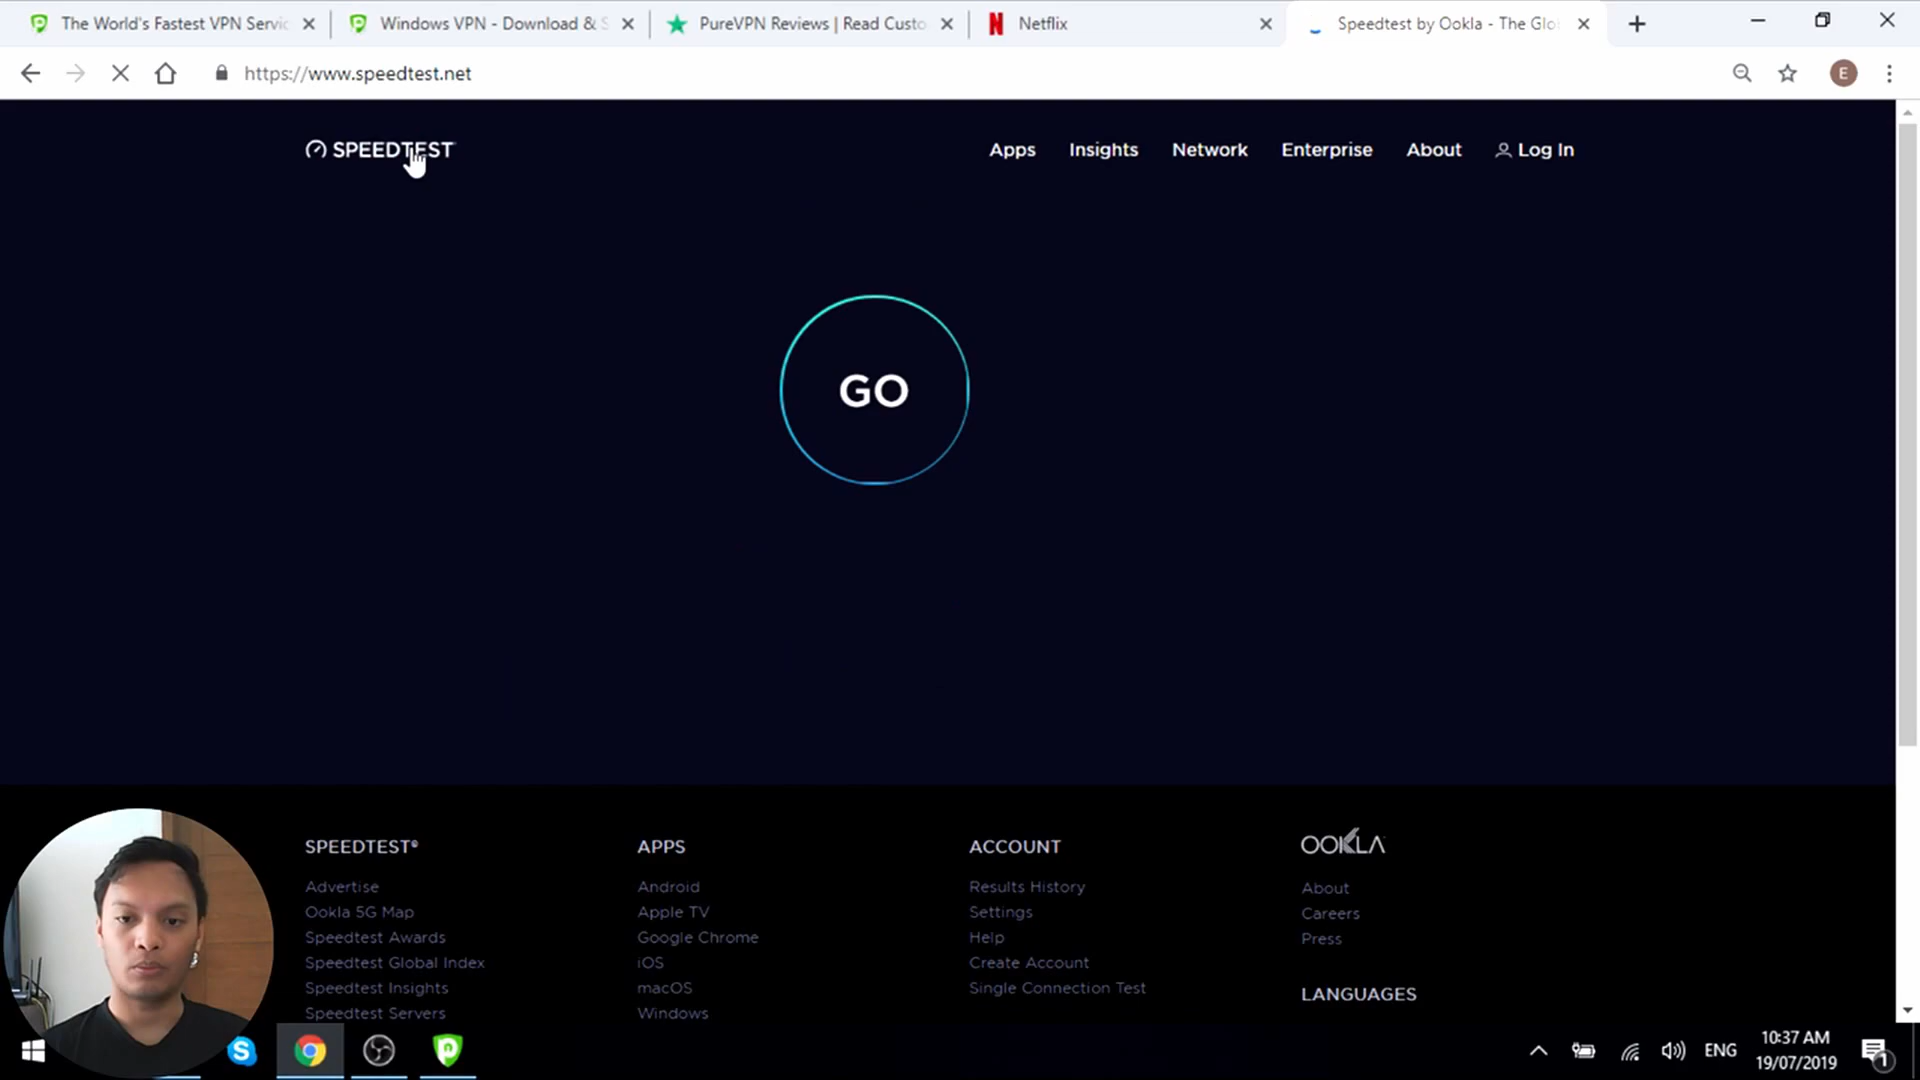 The World's Fastest VPN Servic
Windows VPN - Download & S
PureVPN Reviews | Read Custo
Netflix
Speedtest by Ookla - The Glo
https://www.speedtest.net
E
SPEEDTEST
Apps
Insights
Network
Enterprise
About
Log In
GO
SPEEDTEST®
Advertise
Ookla 5G Map
Speedtest Awards
Speedtest Global Index
Speedtest Insights
Speedtest Servers
APPS
Android
Apple TV
Google Chrome
iOS
macOS
Windows
ACCOUNT
Results History
Settings
Help
Create Account
Single Connection Test
OOKLA
About
Careers
Press
LANGUAGES
ENG
10:37 AM
19/07/2019
1